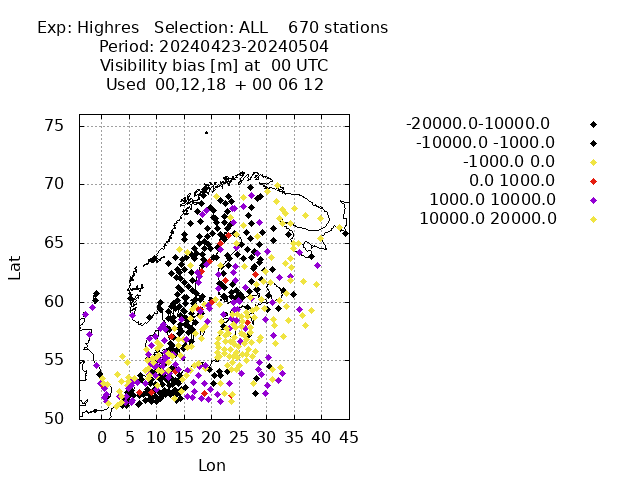 Exp: Highres   Selection: ALL    670 stations
Period: 20240423-20240504
Visibility bias [m] at  00 UTC
Used  00,12,18  + 00 06 12
-20000.0-10000.0
-10000.0 -1000.0
-1000.0 0.0
0.0 1000.0
1000.0 10000.0
10000.0 20000.0
75
70
65
60
55
50
Lat
0 5 10 15 20 25 30 35 40 45
Lon